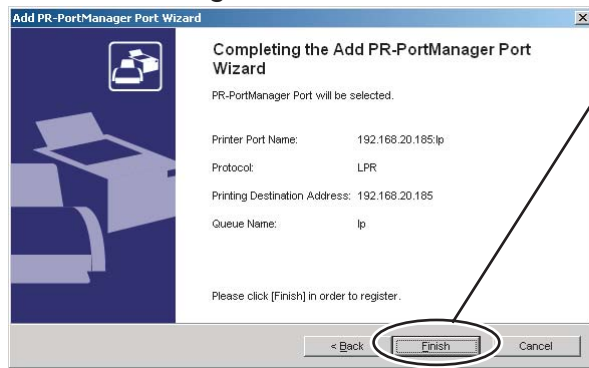 Add PR-PortManager Port Wizard
Completing the Add PR-PortManager Port
Wizard
PR-PortManager Port will be selected.
Printer Port Name: 192.168.20.185:lp
Protocol: LPR
Printing Destination Address: 192.168.20.185
Queue Name: lp
Please click [Finish] in order to register.
< Back Finish Cancel